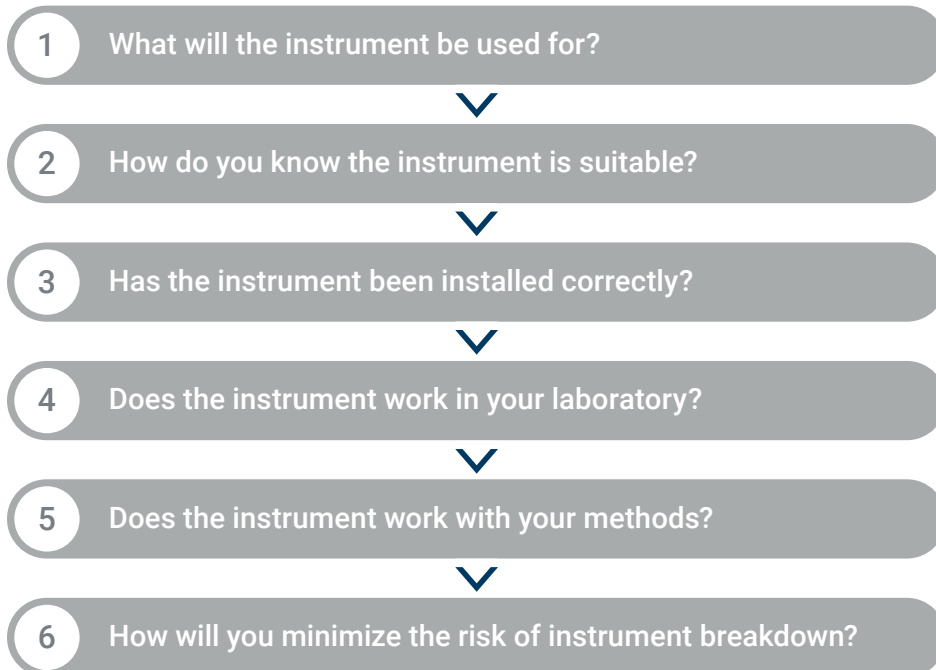 1 What will the instrument be used for?
2 How do you know the instrument is suitable?
3 Has the instrument been installed correctly?
4 Does the instrument work in your laboratory?
5 Does the instrument work with your methods?
6 How will you minimize the risk of instrument breakdown?